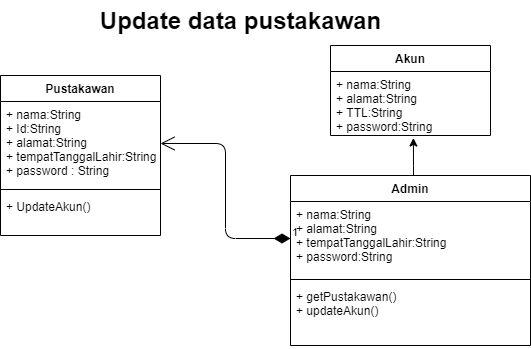 Update data pustakawan
Pustakawan
+ nama:String
+ Id:String
+ alamat:String
+ tempatTanggalLahir:String
+ password : String
+ UpdateAkun()
Akun
+ nama:String
+ alamat:String
+ TTL:String
+ password:String
Admin
+ nama:String
+ alamat:String
+ tempatTanggalLahir:String
+ password:String
1
+ getPustakawan()
+ updateAkun()